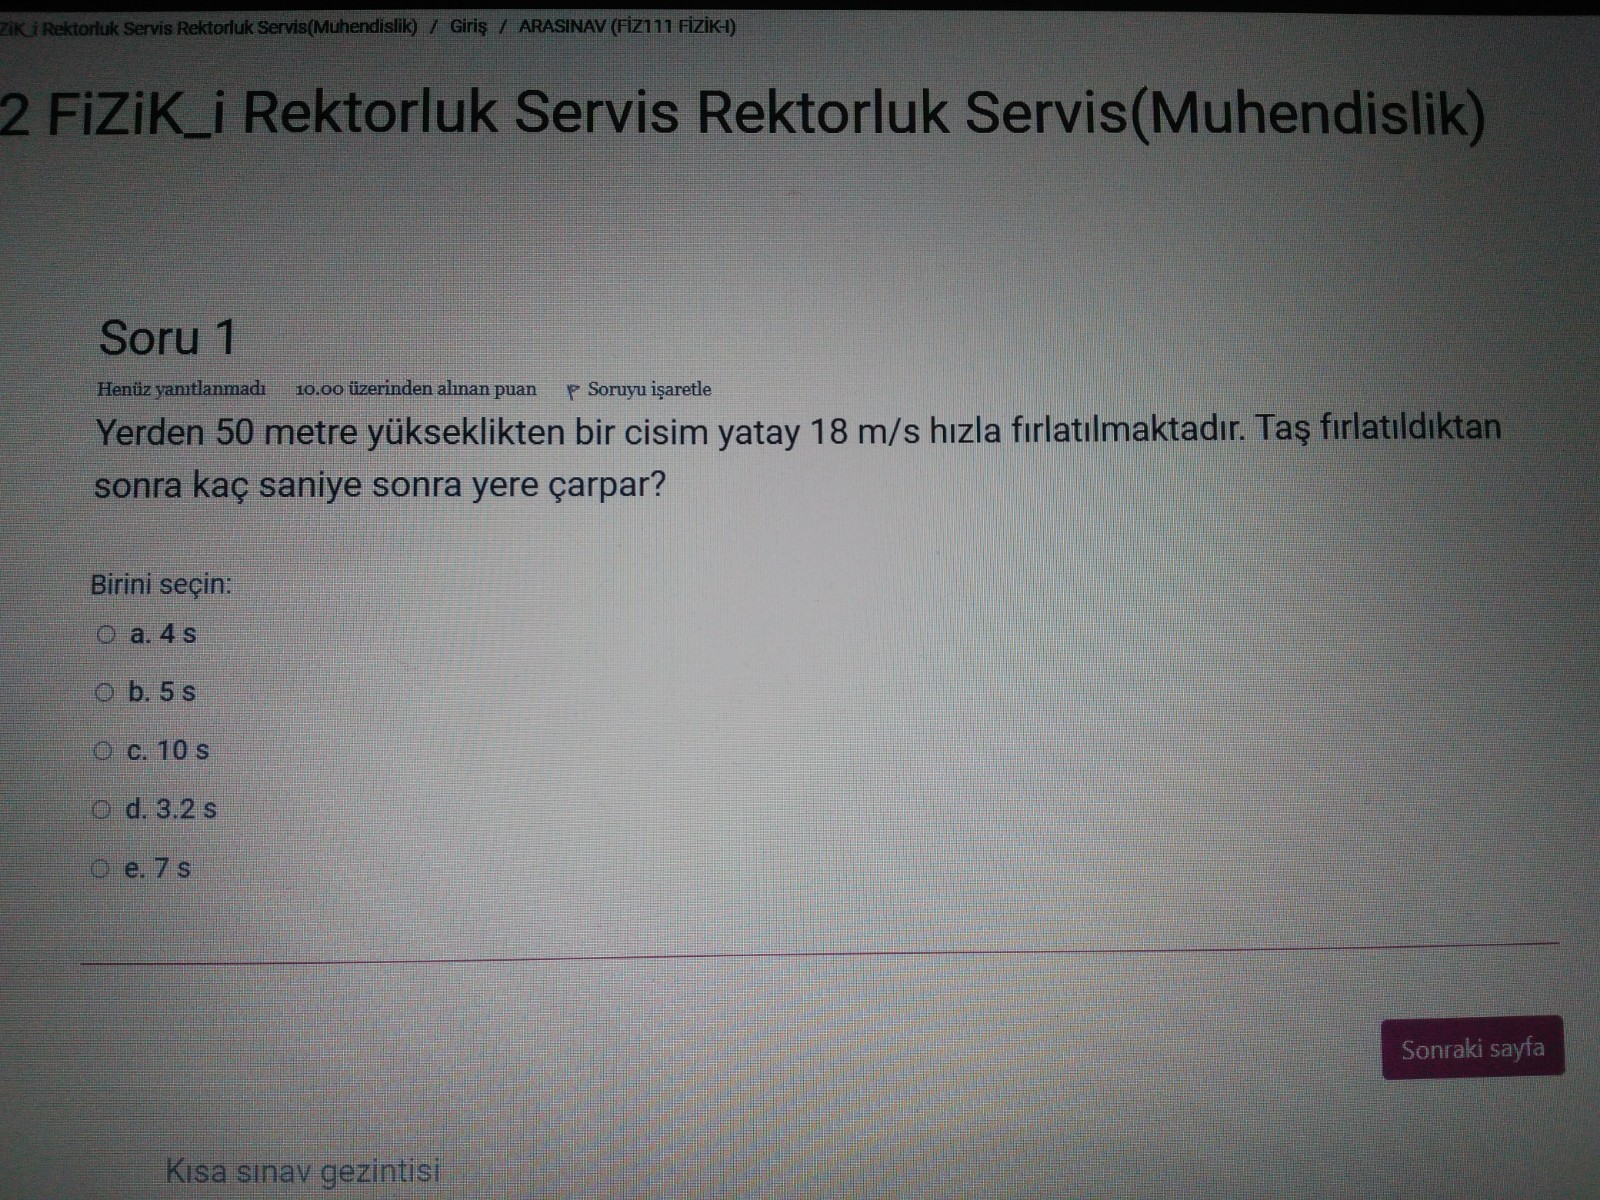 ZiK_i Rektorluk Servis Rektorluk Servis(Muhendislik) / Giriş / ARASINAV (FİZ111 FİZİK-I)
2 FiZiK_i Rektorluk Servis Rektorluk Servis(Muhendislik)
Soru 1
Henüz yanıtlanmadı 10.00 üzerinden alınan puan Soruyu işaretle
Yerden 50 metre yükseklikten bir cisim yatay 18 m/s hızla fırlatılmaktadır. Taş fırlatıldıktan
sonra kaç saniye sonra yere çarpar?
Birini seçin:
a. 4 s
b. 5 s
c. 10 s
d. 3.2 s
e. 7 s
Sonraki sayfa
Kısa sınav gezintisi